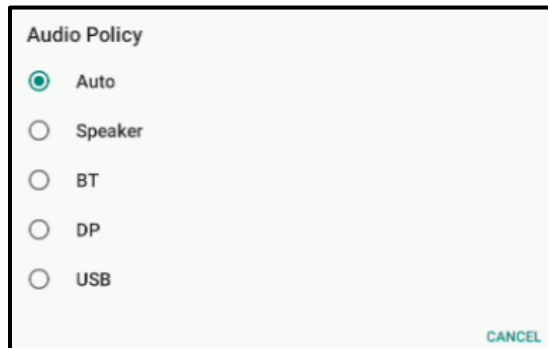 Audio Policy
Auto
Speaker
BT
DP
USB
CANCEL